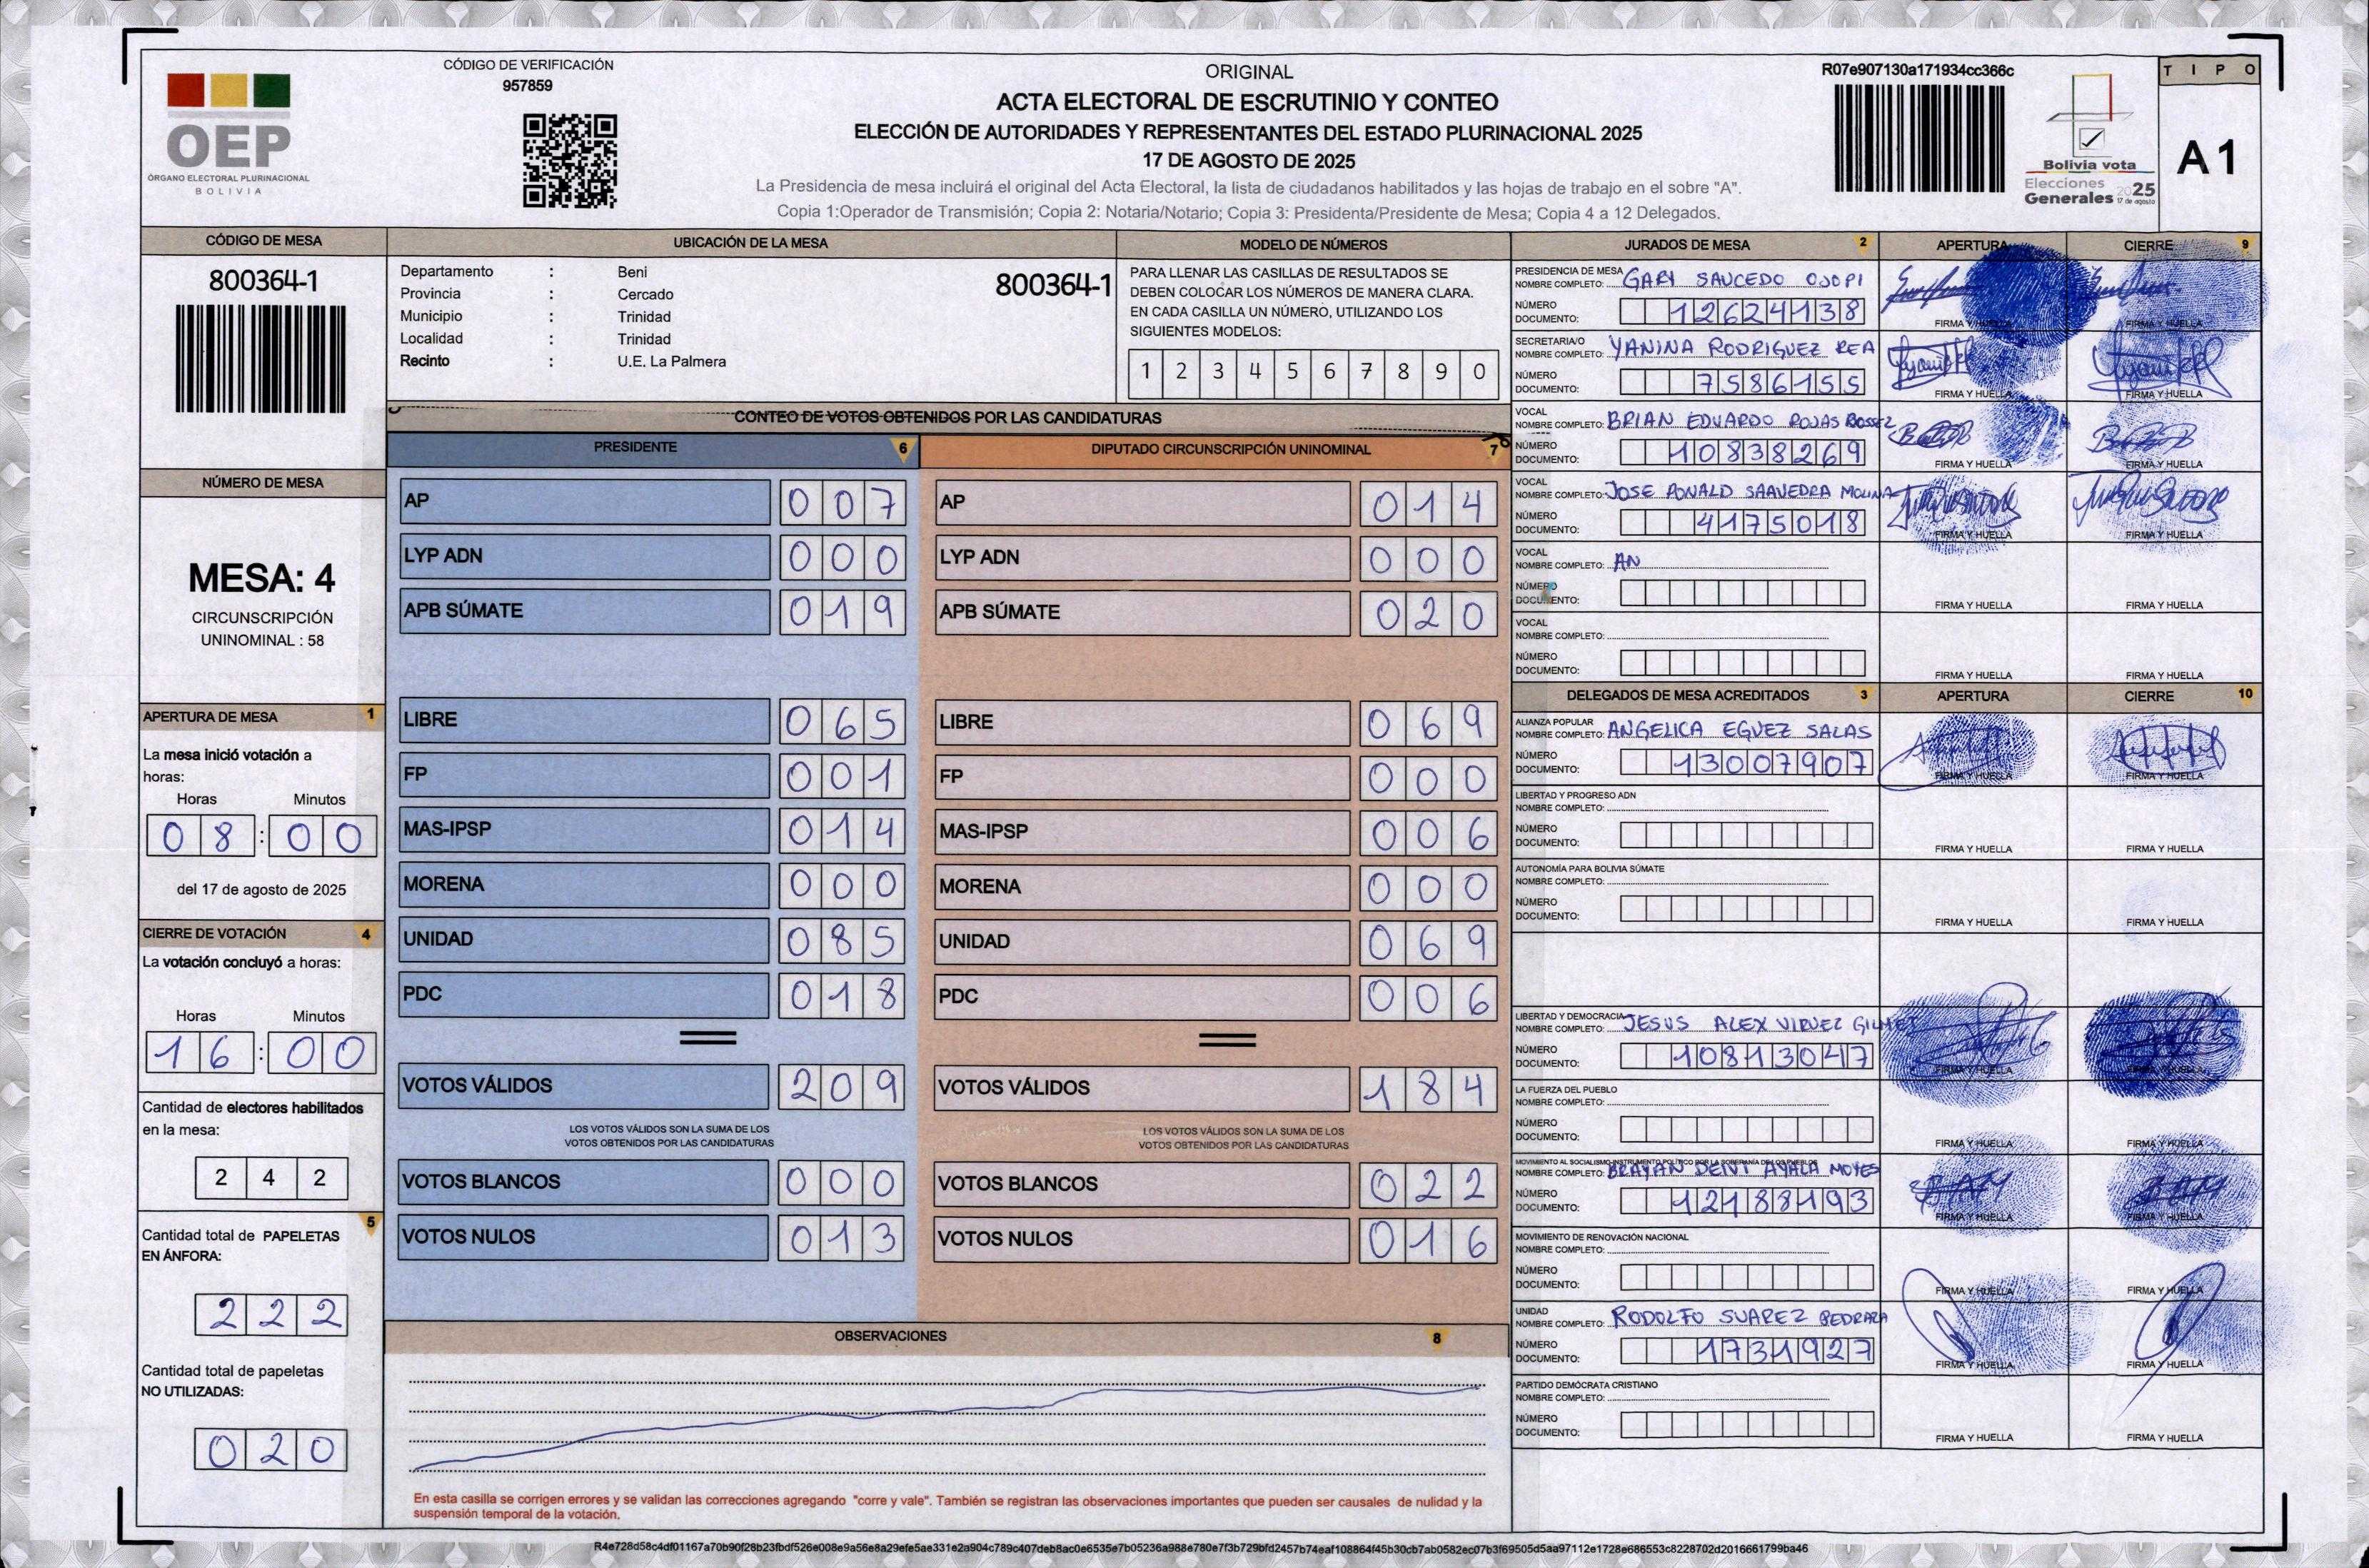 CÓDIGO DE VERIFICACIÓN
957859
OEP
ÓRGANO ELECTORAL PLURINACIONAL
BOLIVIA
ORIGINAL
ACTA ELECTORAL DE ESCRUTINIO Y CONTEO
ELECCIÓN DE AUTORIDADES Y REPRESENTANTES DEL ESTADO PLURINACIONAL 2025
17 DE AGOSTO DE 2025
La Presidencia de mesa incluirá el original del Acta Electoral, la lista de ciudadanos habilitados y las hojas de trabajo en el sobre "A".
Copia 1:Operador de Transmisión; Copia 2: Notaria/Notario; Copia 3: Presidenta/Presidente de Mesa; Copia 4 a 12 Delegados.
R07e907130a171934cc366c
Bolivia vota
Elecciones
Generales 2025
17 de agosto
TIPO
A1
CÓDIGO DE MESA
800364-1
NÚMERO DE MESA
MESA: 4
CIRCUNSCRIPCIÓN
UNINOMINAL : 58
APERTURA DE MESA 1
La mesa inició votación a
horas:
Horas Minutos
08:00
del 17 de agosto de 2025
CIERRE DE VOTACIÓN 4
La votación concluyó a horas:
Horas Minutos
16:00
Cantidad de electores habilitados
en la mesa:
242
5
Cantidad total de PAPELETAS
EN ÁNFORA:
222
Cantidad total de papeletas
NO UTILIZADAS:
020
UBICACIÓN DE LA MESA
Departamento : Beni
800364-1
Provincia : Cercado
Municipio : Trinidad
Localidad : Trinidad
Recinto : U.E. La Palmera
MODELO DE NÚMEROS
PARA LLENAR LAS CASILLAS DE RESULTADOS SE
DEBEN COLOCAR LOS NÚMEROS DE MANERA CLARA.
EN CADA CASILLA UN NÚMERO, UTILIZANDO LOS
SIGUIENTES MODELOS:
1 2 3 4 5 6 7 8 9 0
CONTEO DE VOTOS OBTENIDOS POR LAS CANDIDATURAS
PRESIDENTE 6
AP 007
LYP ADN 000
APB SÚMATE 019
LIBRE 065
FP 001
MAS-IPSP 014
MORENA 000
UNIDAD 085
PDC 018
VOTOS VÁLIDOS 209
LOS VOTOS VÁLIDOS SON LA SUMA DE LOS
VOTOS OBTENIDOS POR LAS CANDIDATURAS
VOTOS BLANCOS 000
VOTOS NULOS 013
DIPUTADO CIRCUNSCRIPCIÓN UNINOMINAL 7
AP 014
LYP ADN 000
APB SÚMATE 020
LIBRE 069
FP 000
MAS-IPSP 006
MORENA 000
UNIDAD 069
PDC 006
VOTOS VÁLIDOS 184
LOS VOTOS VÁLIDOS SON LA SUMA DE LOS
VOTOS OBTENIDOS POR LAS CANDIDATURAS
VOTOS BLANCOS 022
VOTOS NULOS 016
OBSERVACIONES 8
En esta casilla se corrigen errores y se validan las correcciones agregando "corre y vale". También se registran las observaciones importantes que pueden ser causales de nulidad y la
suspensión temporal de la votación.
JURADOS DE MESA 2 APERTURA CIERRE 9
PRESIDENCIA DE MESA
NOMBRE COMPLETO: GABI SAUCEDO OJOPI
NÚMERO
DOCUMENTO: 12624138
FIRMA Y HUELLA FIRMA Y HUELLA
SECRETARIA/O
NOMBRE COMPLETO: YANINA RODRIGUEZ REA
NÚMERO
DOCUMENTO: 7586155
FIRMA Y HUELLA FIRMA Y HUELLA
VOCAL
NOMBRE COMPLETO: BRIAN EDUARDO ROJAS
NÚMERO
DOCUMENTO: 10838269
FIRMA Y HUELLA FIRMA Y HUELLA
VOCAL
NOMBRE COMPLETO: JOSE RONALD SAAVEDRA MOLINA
NÚMERO
DOCUMENTO: 4175018
FIRMA Y HUELLA FIRMA Y HUELLA
VOCAL
NOMBRE COMPLETO: AN
NÚMERO
DOCUMENTO:
FIRMA Y HUELLA FIRMA Y HUELLA
VOCAL
NOMBRE COMPLETO:
NÚMERO
DOCUMENTO:
FIRMA Y HUELLA FIRMA Y HUELLA
DELEGADOS DE MESA ACREDITADOS 3 APERTURA CIERRE 10
ALIANZA POPULAR
NOMBRE COMPLETO: ANGELICA EGUEZ SALAS
NÚMERO
DOCUMENTO: 13007907
FIRMA Y HUELLA FIRMA Y HUELLA
LIBERTAD Y PROGRESO ADN
NOMBRE COMPLETO:
NÚMERO
DOCUMENTO:
FIRMA Y HUELLA FIRMA Y HUELLA
AUTONOMÍA PARA BOLIVIA SÚMATE
NOMBRE COMPLETO:
NÚMERO
DOCUMENTO:
FIRMA Y HUELLA FIRMA Y HUELLA
LIBERTAD Y DEMOCRACIA
NOMBRE COMPLETO: JESUS ALEX VIRUEZ
NÚMERO
DOCUMENTO: 10813047
FIRMA Y HUELLA FIRMA Y HUELLA
LA FUERZA DEL PUEBLO
NOMBRE COMPLETO:
NÚMERO
DOCUMENTO:
FIRMA Y HUELLA FIRMA Y HUELLA
MOVIMIENTO AL SOCIALISMO-INSTRUMENTO POLÍTICO POR LA SOBERANÍA DE LOS PUEBLOS
NOMBRE COMPLETO: BRAYAN DEIVI AYALA MOYES
NÚMERO
DOCUMENTO: 12188193
FIRMA Y HUELLA FIRMA Y HUELLA
MOVIMIENTO DE RENOVACIÓN NACIONAL
NOMBRE COMPLETO:
NÚMERO
DOCUMENTO:
FIRMA Y HUELLA FIRMA Y HUELLA
UNIDAD
NOMBRE COMPLETO: RODOLFO SUAREZ
NÚMERO
DOCUMENTO: 1731927
FIRMA Y HUELLA FIRMA Y HUELLA
PARTIDO DEMÓCRATA CRISTIANO
NOMBRE COMPLETO:
NÚMERO
DOCUMENTO:
FIRMA Y HUELLA FIRMA Y HUELLA